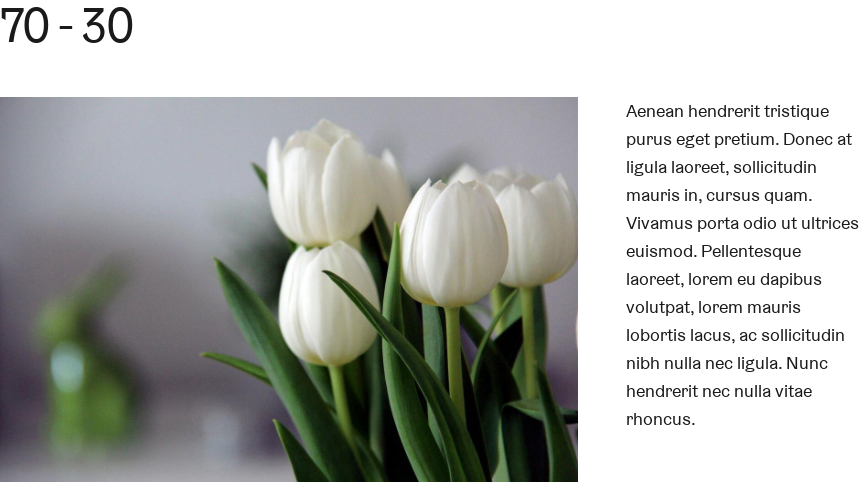 70 - 30
Aenean hendrerit tristique
purus eget pretium. Donec at
ligula laoreet, sollicitudin
mauris in, cursus quam.
Vivamus porta odio ut ultrices
euismod. Pellentesque
laoreet, lorem eu dapibus
volutpat, lorem mauris
lobortis lacus, ac sollicitudin
nibh nulla nec ligula. Nunc
hendrerit nec nulla vitae
rhoncus.